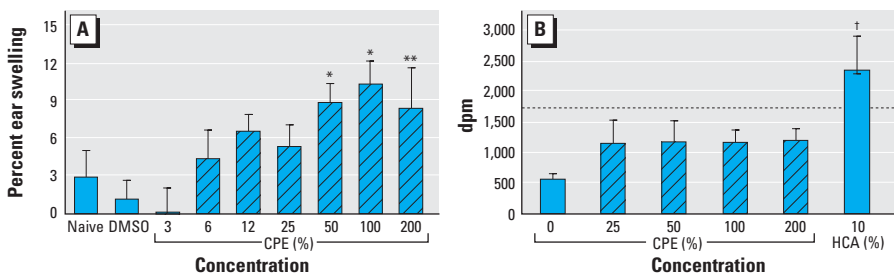 A
Percent ear swelling
15
12
9
6
3
0
* * **
Naive DMSO 3 6 12 25 50 100 200
CPE (%)
Concentration
B
dpm
3,000
2,500
2,000
1,500
1,000
500
0
†
0 25 50 100 200 10
CPE (%) HCA (%)
Concentration